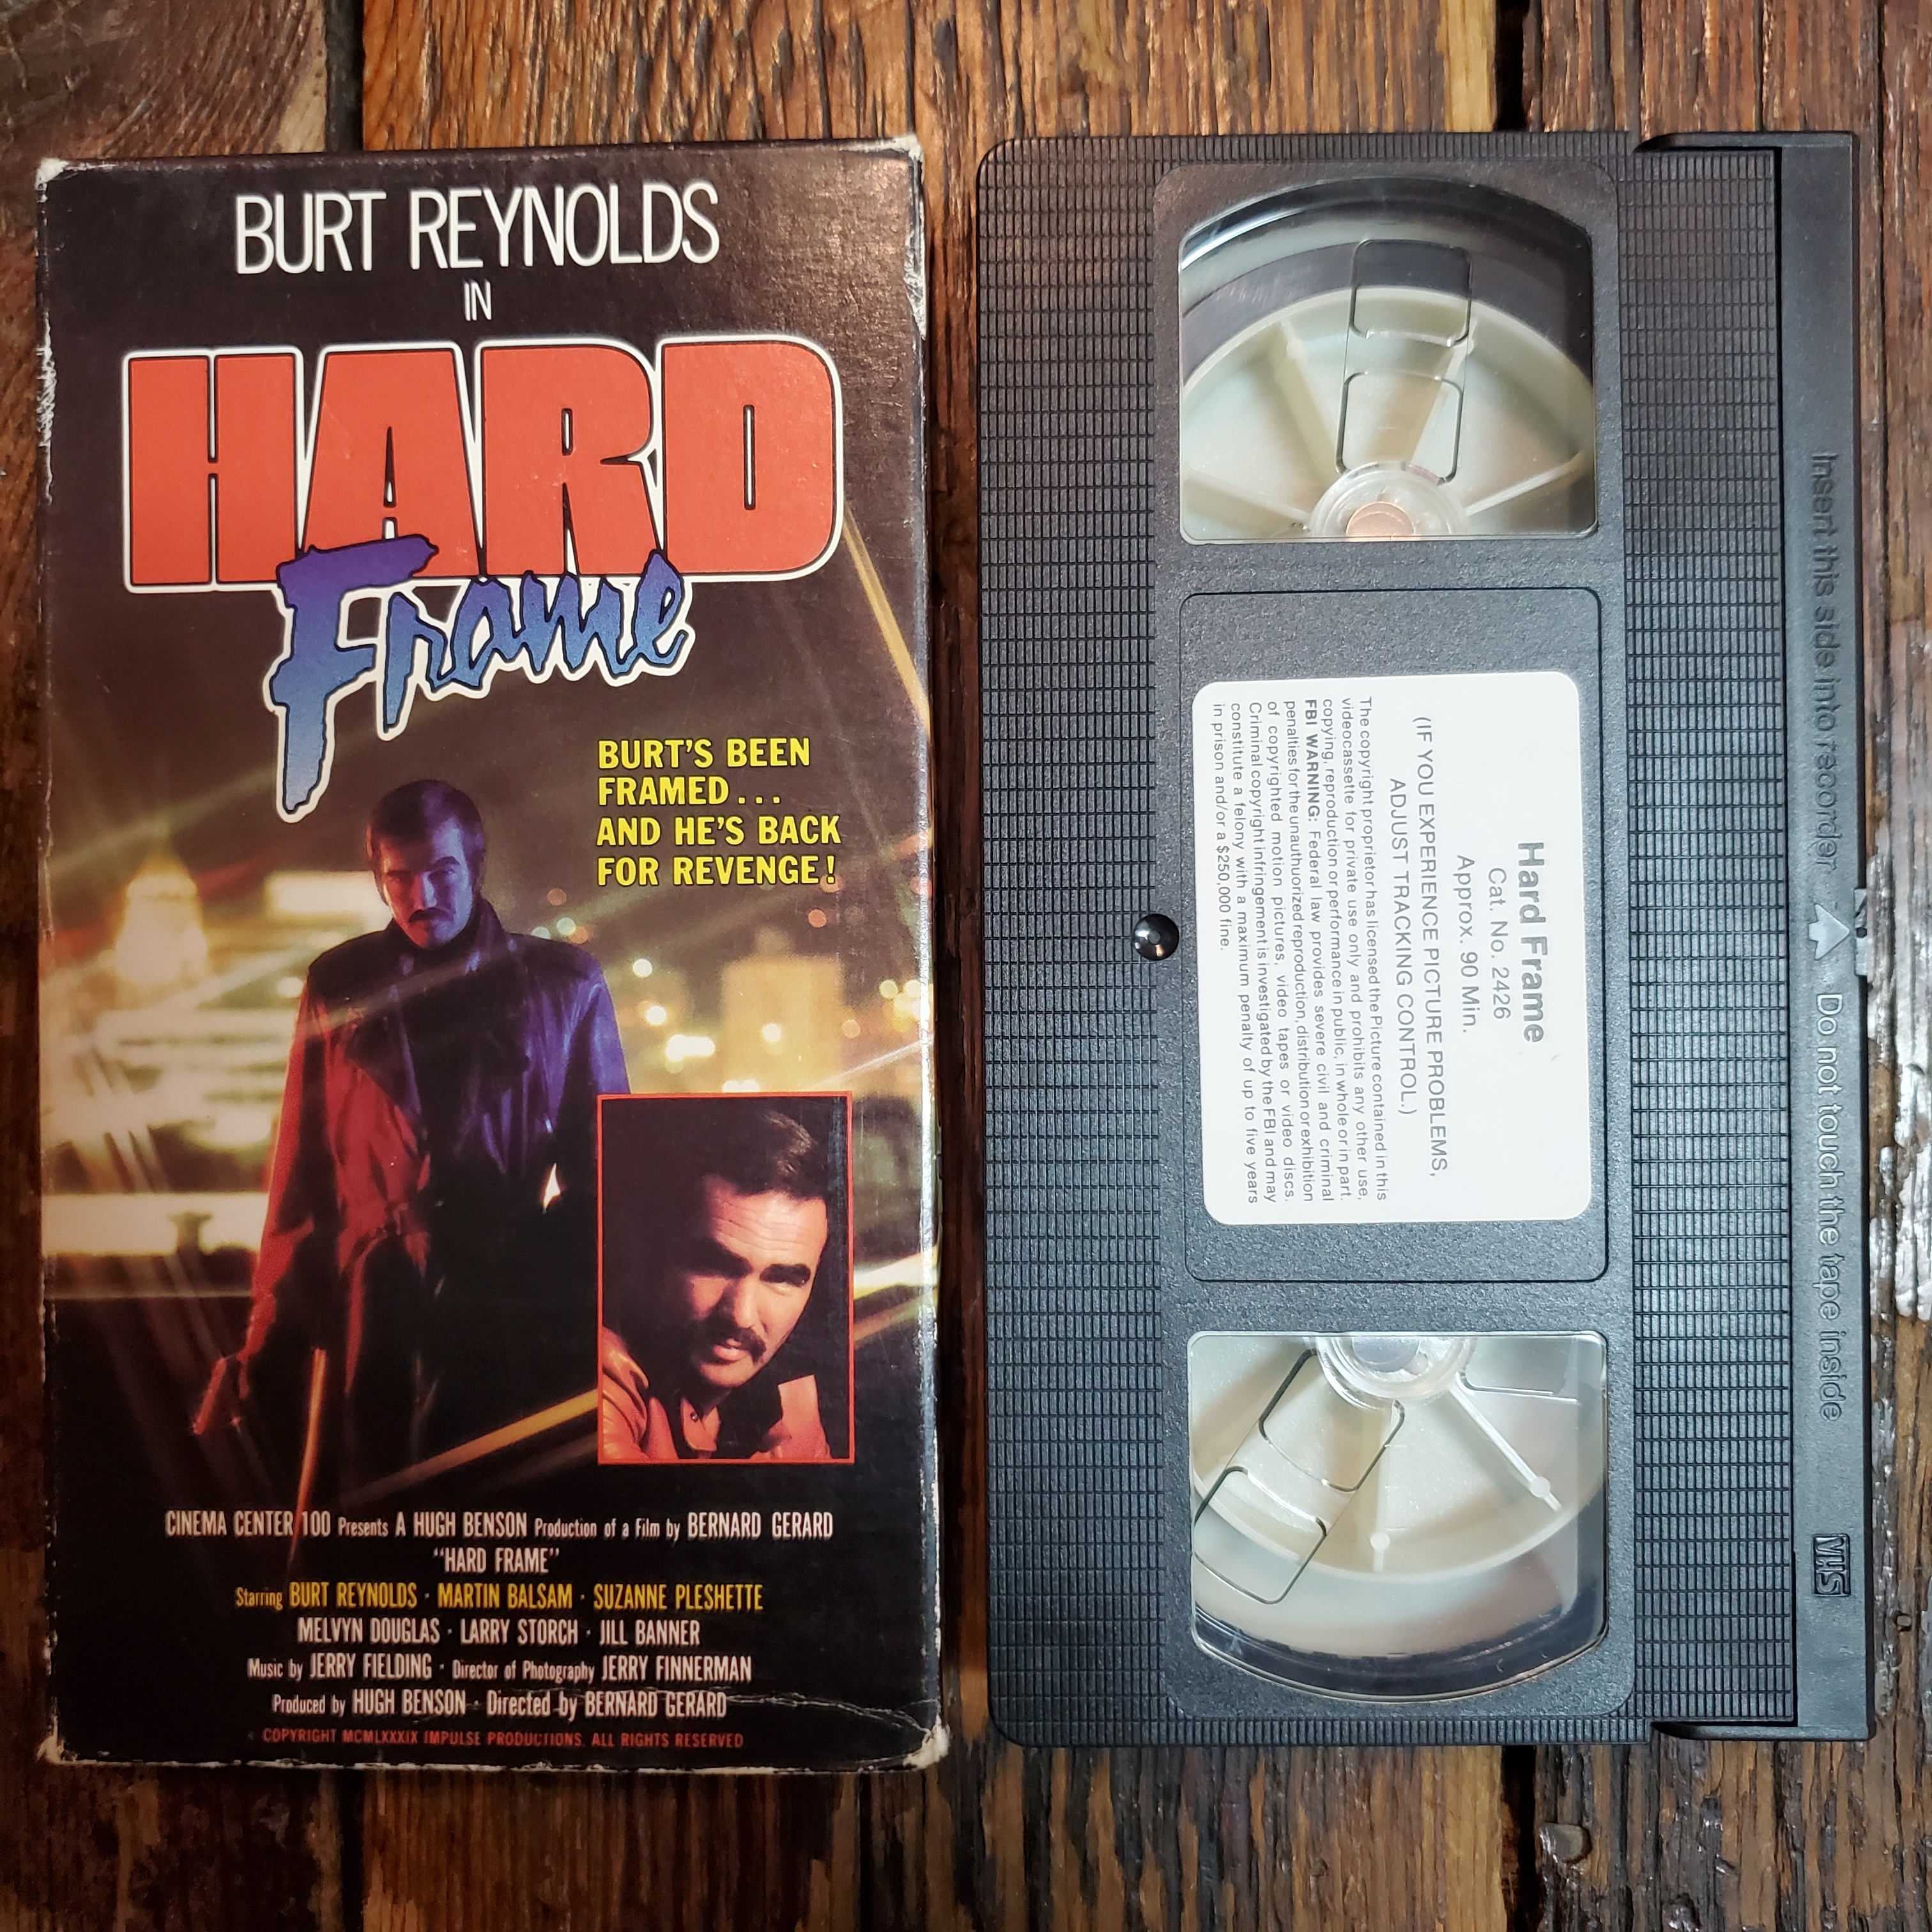 BURT REYNOLDS
IN
HARD
Frame
BURT'S BEEN
FRAMED...
AND HE'S BACK
FOR REVENGE!
CINEMA CENTER 100 Presents A HUGH BENSON Production of a Film by BERNARD GERARD
"HARD FRAME"
Starring BURT REYNOLDS · MARTIN BALSAM · SUZANNE PLESHETTE
MELVYN DOUGLAS · LARRY STORCH · JILL BANNER
Music by JERRY FIELDING · Director of Photography JERRY FINNERMAN
Produced by HUGH BENSON · Directed by BERNARD GERARD
COPYRIGHT MCMLXXXIX IMPULSE PRODUCTIONS. ALL RIGHTS RESERVED
Hard Frame
Cat. No. 2426
Approx. 90 Min.
(IF YOU EXPERIENCE PICTURE PROBLEMS,
ADJUST TRACKING CONTROL.)
The copyright proprietor has licensed the Picture contained in this
videocassette for private use only and prohibits any other use,
copying, reproduction or performance in public, in whole or in part.
FBI WARNING: Federal law provides severe civil and criminal
penalties for the unauthorized reproduction, distribution or exhibition
of copyrighted motion pictures, video tapes or video discs.
Criminal copyright infringement is investigated by the FBI and may
constitute a felony with a maximum penalty of up to five years
in prison and/or a $250,000 fine.
Insert this side into recorder Do not touch the tape inside
VHS